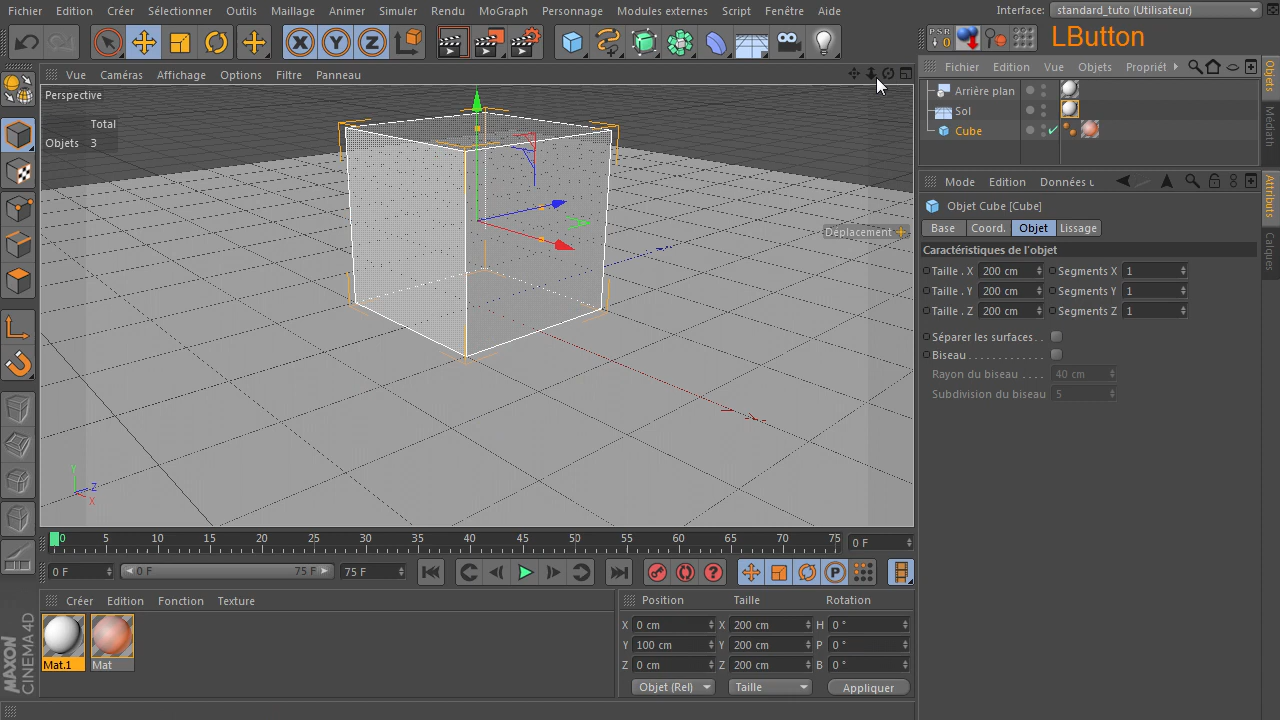 Fichier Edition Créer Sélectionner Outils Maillage Animer Simuler Rendu MoGraph Personnage Modules externes Script Fenêtre Aide Interface: standard_tuto (Utilisateur)
X Y Z PSR 0 LButton
Vue Caméras Affichage Options Filtre Panneau
Fichier Edition Vue Objets Propriét
Perspective
Total
Objets 3
Arrière plan
Sol
Cube
Objets
Médiath
Mode Edition Données u
Attributs
Calques
Objet Cube [Cube]
Base Coord. Objet Lissage
Caractéristiques de l'objet
Taille . X 200 cm Segments X 1
Taille . Y 200 cm Segments Y 1
Taille . Z 200 cm Segments Z 1
Séparer les surfaces . .
Biseau . . . . . . . . . . . . .
Rayon du biseau . . . . 40 cm
Subdivision du biseau 5
Déplacement
Y
Z
X
0 5 10 15 20 25 30 35 40 45 50 55 60 65 70 75 0 F
0 F 0 F 75 F 75 F P
Créer Edition Fonction Texture
Mat.1 Mat
MAXON CINEMA 4D
Position Taille Rotation
X 0 cm X 200 cm H 0 °
Y 100 cm Y 200 cm P 0 °
Z 0 cm Z 200 cm B 0 °
Objet (Rel) Taille Appliquer